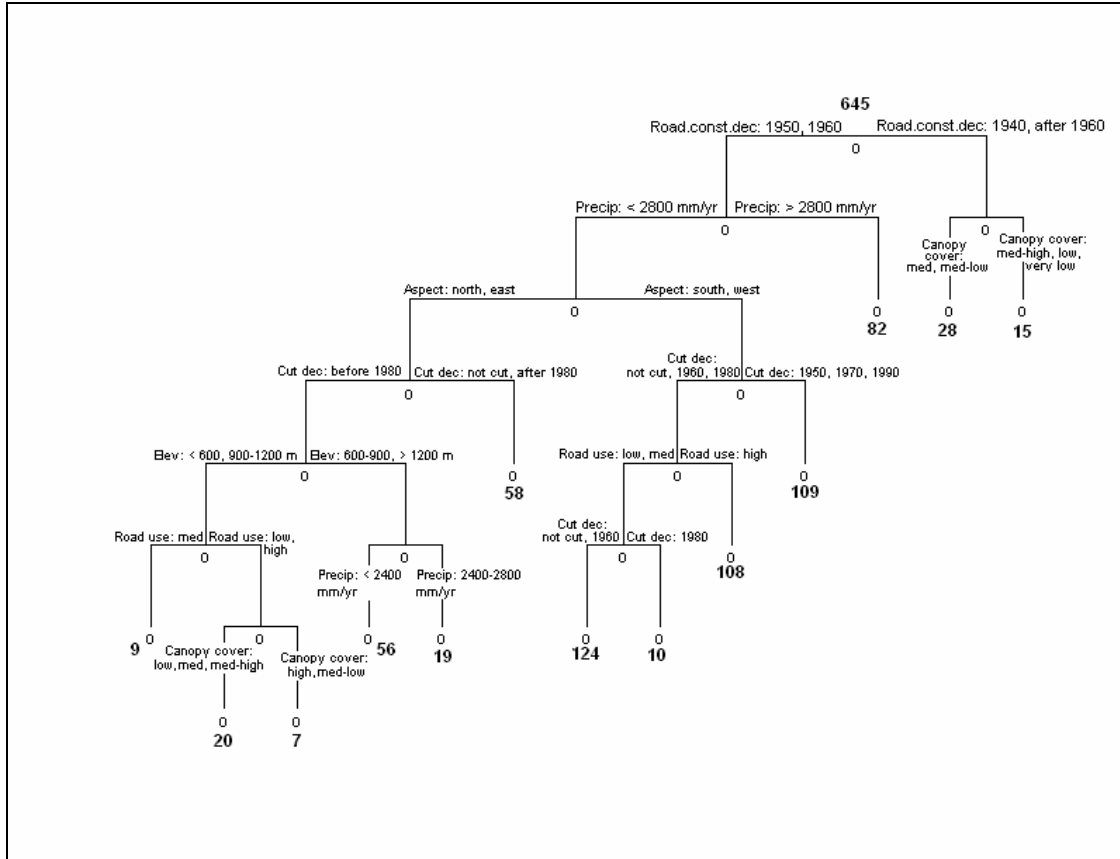 645
Road.const.dec: 1950, 1960 Road.const.dec: 1940, after 1960
0
Precip: < 2800 mm/yr Precip: > 2800 mm/yr
0
0
Canopy
cover:
med, med-low
Canopy cover:
med-high, low,
very low
Aspect: north, east Aspect: south, west
0
0
82
0
28
0
15
Cut dec: before 1980 Cut dec: not cut, after 1980
0
Cut dec:
not cut, 1960, 1980 Cut dec: 1950, 1970, 1990
0
Elev: < 600, 900-1200 m Elev: 600-900, > 1200 m
0
0
58
Road use: low, med Road use: high
0
0
109
Road use: med Road use: low,
high
0
0
Precip: < 2400
mm/yr
Precip: 2400-2800
mm/yr
Cut dec:
not cut, 1960 Cut dec: 1980
0
0
108
9 0
0
Canopy cover:
low, med, med-high
Canopy cover:
high, med-low
0 56
0
19
0
124
0
10
0
20
0
7